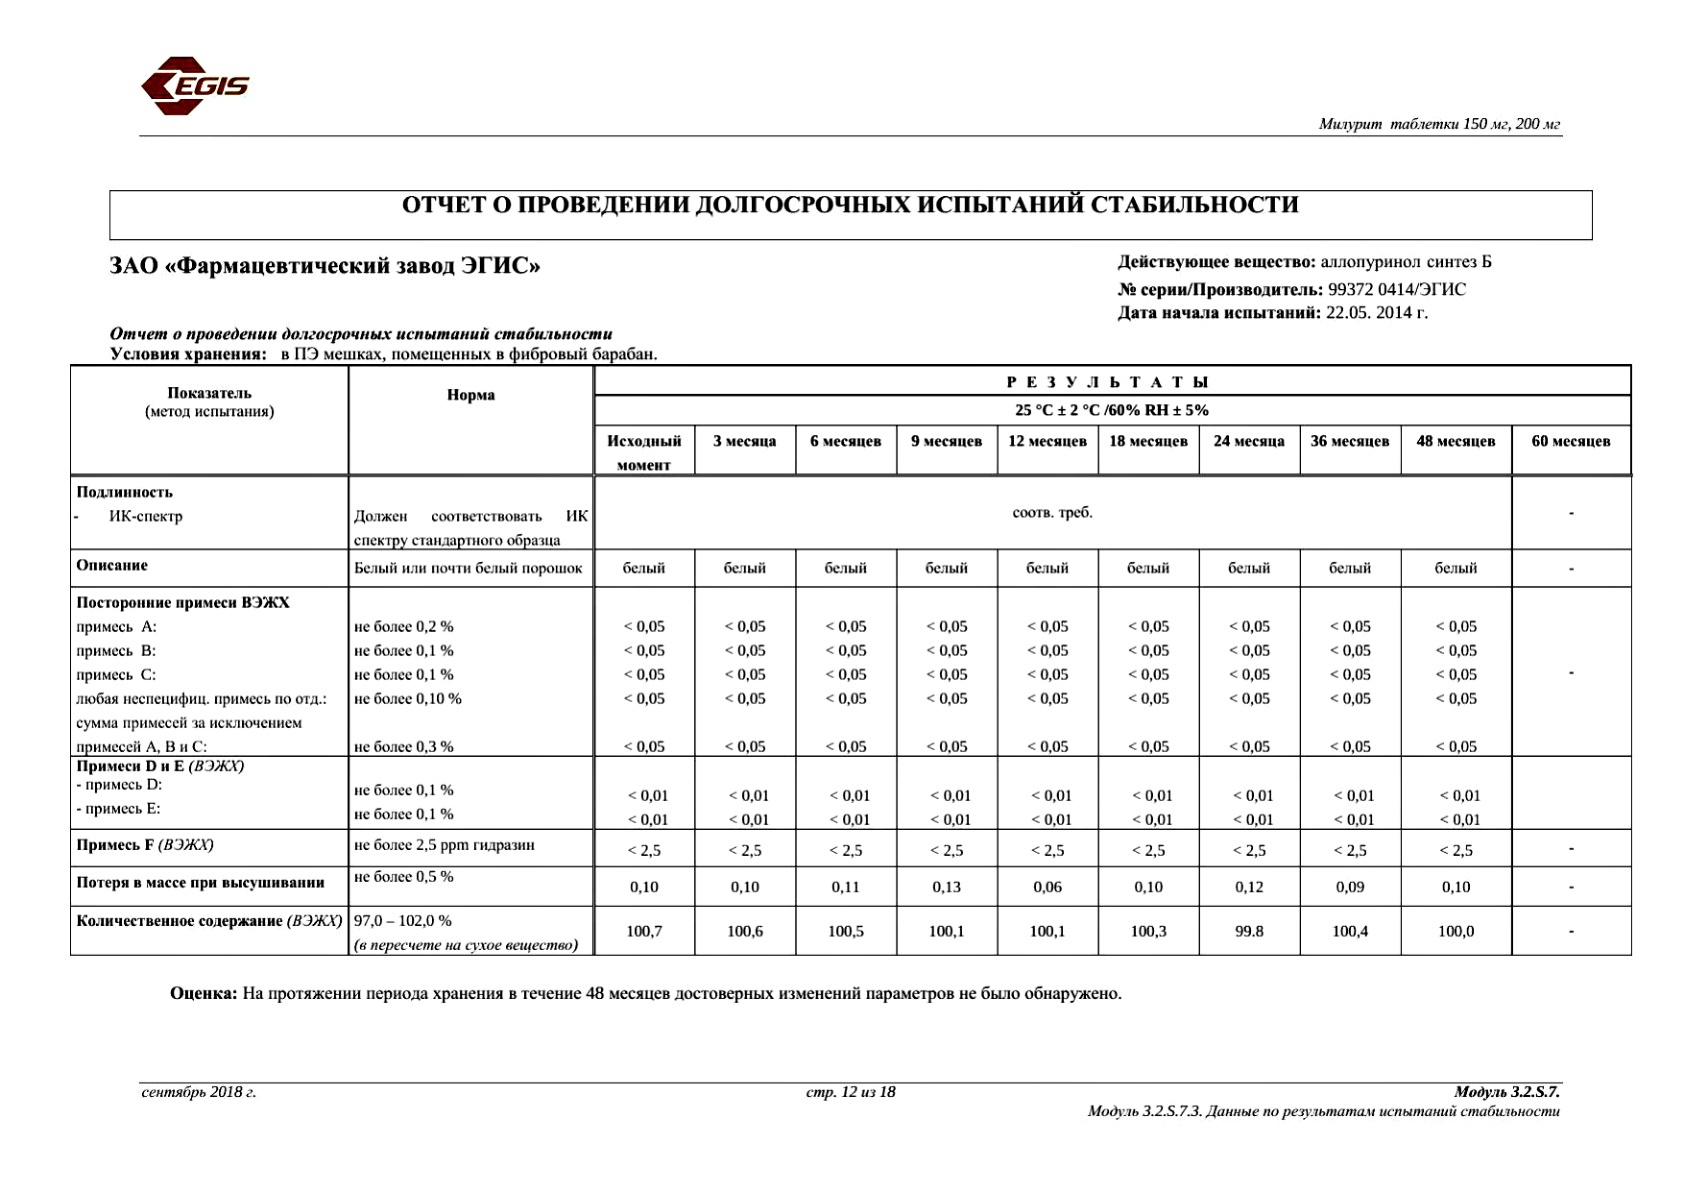 EGIS
Милурит таблетки 150 мг, 200 мг
ОТЧЕТ О ПРОВЕДЕНИИ ДОЛГОСРОЧНЫХ ИСПЫТАНИЙ СТАБИЛЬНОСТИ
ЗАО «Фармацевтический завод ЭГИС»
Действующее вещество: аллопуринол синтез Б
№ серии/Производитель: 99372 0414/ЭГИС
Дата начала испытаний: 22.05. 2014 г.
Отчет о проведении долгосрочных испытаний стабильности
Условия хранения: в ПЭ мешках, помещенных в фибровый барабан.
Показатель (метод испытания) Норма Р Е З У Л Ь Т А Т Ы
25 °C ± 2 °C /60% RH ± 5%
Исходный момент 3 месяца 6 месяцев 9 месяцев 12 месяцев 18 месяцев 24 месяца 36 месяцев 48 месяцев 60 месяцев
Подлинность
- ИК-спектр Должен соответствовать ИК спектру стандартного образца соотв. треб. -
Описание Белый или почти белый порошок белый белый белый белый белый белый белый белый белый -
Посторонние примеси ВЭЖХ
примесь А: не более 0,2 % < 0,05 < 0,05 < 0,05 < 0,05 < 0,05 < 0,05 < 0,05 < 0,05 < 0,05
примесь В: не более 0,1 % < 0,05 < 0,05 < 0,05 < 0,05 < 0,05 < 0,05 < 0,05 < 0,05 < 0,05
примесь С: не более 0,1 % < 0,05 < 0,05 < 0,05 < 0,05 < 0,05 < 0,05 < 0,05 < 0,05 < 0,05 -
любая неспецифиц. примесь по отд.: не более 0,10 % < 0,05 < 0,05 < 0,05 < 0,05 < 0,05 < 0,05 < 0,05 < 0,05 < 0,05
сумма примесей за исключением
примесей А, В и С: не более 0,3 % < 0,05 < 0,05 < 0,05 < 0,05 < 0,05 < 0,05 < 0,05 < 0,05 < 0,05
Примеси D и E (ВЭЖХ)
- примесь D: не более 0,1 % < 0,01 < 0,01 < 0,01 < 0,01 < 0,01 < 0,01 < 0,01 < 0,01 < 0,01
- примесь E: не более 0,1 % < 0,01 < 0,01 < 0,01 < 0,01 < 0,01 < 0,01 < 0,01 < 0,01 < 0,01
Примесь F (ВЭЖХ) не более 2,5 ppm гидразин < 2,5 < 2,5 < 2,5 < 2,5 < 2,5 < 2,5 < 2,5 < 2,5 < 2,5 -
Потеря в массе при высушивании не более 0,5 % 0,10 0,10 0,11 0,13 0,06 0,10 0,12 0,09 0,10 -
Количественное содержание (ВЭЖХ) 97,0 – 102,0 % (в пересчете на сухое вещество) 100,7 100,6 100,5 100,1 100,1 100,3 99.8 100,4 100,0 -
Оценка: На протяжении периода хранения в течение 48 месяцев достоверных изменений параметров не было обнаружено.
сентябрь 2018 г. стр. 12 из 18 Модуль 3.2.S.7.
Модуль 3.2.S.7.3. Данные по результатам испытаний стабильности